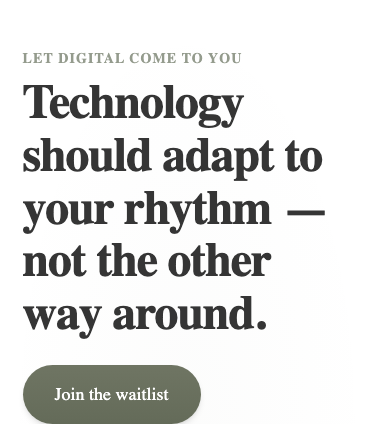 LET DIGITAL COME TO YOU
Technology
should adapt to
your rhythm —
not the other
way around.
Join the waitlist